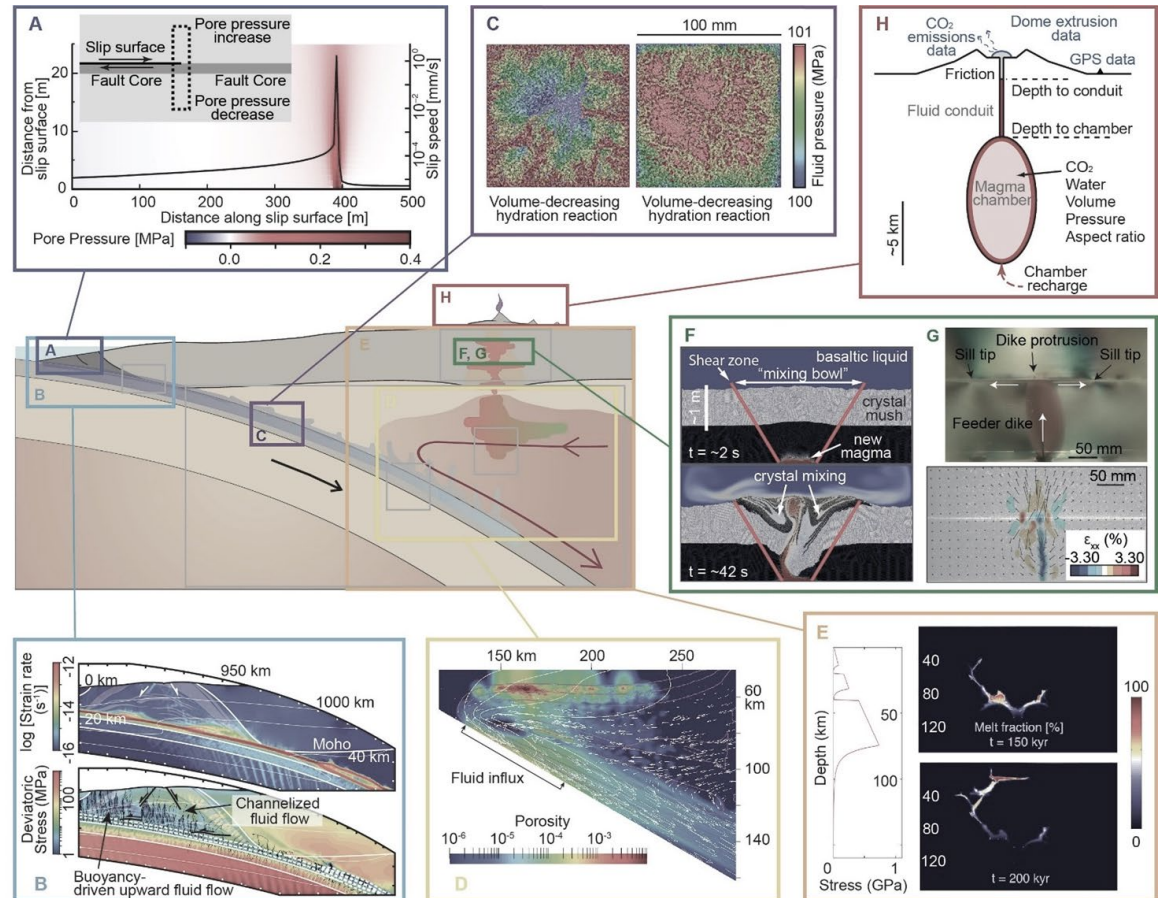 A
Pore pressure
increase
Slip surface
Fault Core
Fault Core
Pore pressure
decrease
Distance from
slip surface [m]
20
10
0
10⁰
10⁻²
10⁻⁴
Slip speed [mm/s]
0 100 200 300 400 500
Distance along slip surface [m]
Pore Pressure [MPa]
0.0 0.2 0.4
C
100 mm
101
Fluid pressure (MPa)
100
Volume-decreasing
hydration reaction
Volume-decreasing
hydration reaction
H
CO₂
emissions
data
Dome extrusion
data
GPS data
Friction
Depth to conduit
Fluid conduit
Depth to chamber
Magma
chamber
CO₂
Water
Volume
Pressure
Aspect ratio
~5 km
Chamber
recharge
H
A
B
C
D
E
F, G
F
Shear zone
basaltic liquid
"mixing bowl"
~1 m
crystal
mush
new
magma
t = ~2 s
crystal mixing
t = ~42 s
G
Dike protrusion
Sill tip
Sill tip
Feeder dike
50 mm
50 mm
εxx (%)
-3.30 3.30
log [Strain rate
(s⁻¹)]
-12
-14
-16
0 km
950 km
1000 km
20 km
Moho
40 km
Deviatoric
Stress (MPa)
100
1
Channelized
fluid flow
Buoyancy-
driven upward fluid flow
B
150 km 200 250
60
km
100
140
Fluid influx
Porosity
10⁻⁶ 10⁻⁵ 10⁻⁴ 10⁻³
D
E
0
50
100
Depth (km)
0 1
Stress (GPa)
40
80
120
Melt fraction [%]
t = 150 kyr
40
80
120
t = 200 kyr
100
0